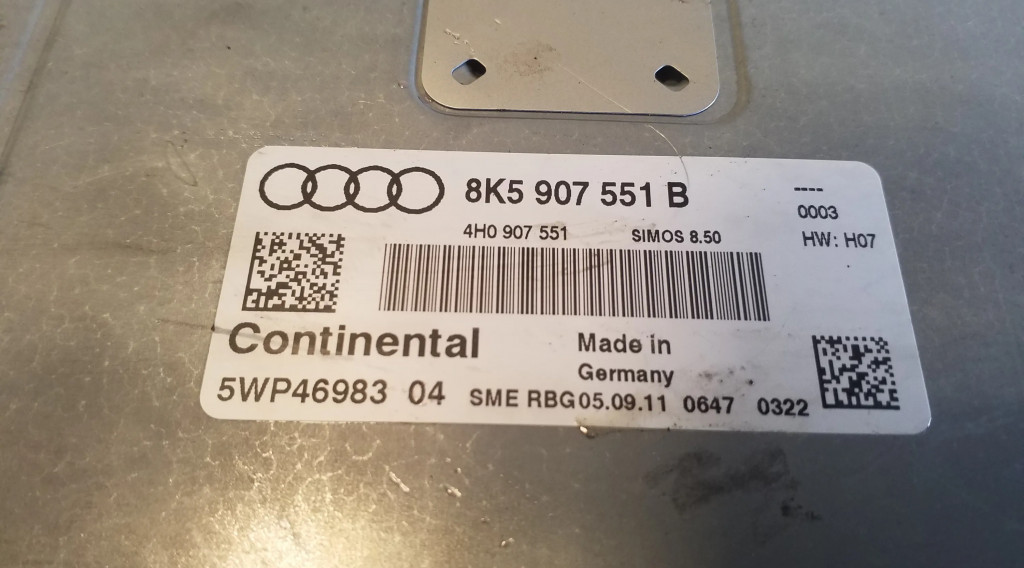 8K5 907 551 B
----
0003
4H0 907 551 SIMOS 8.50 HW: H07
Continental
Made in
Germany
5WP46983 04 SME RBG05.09.11 0647 0322